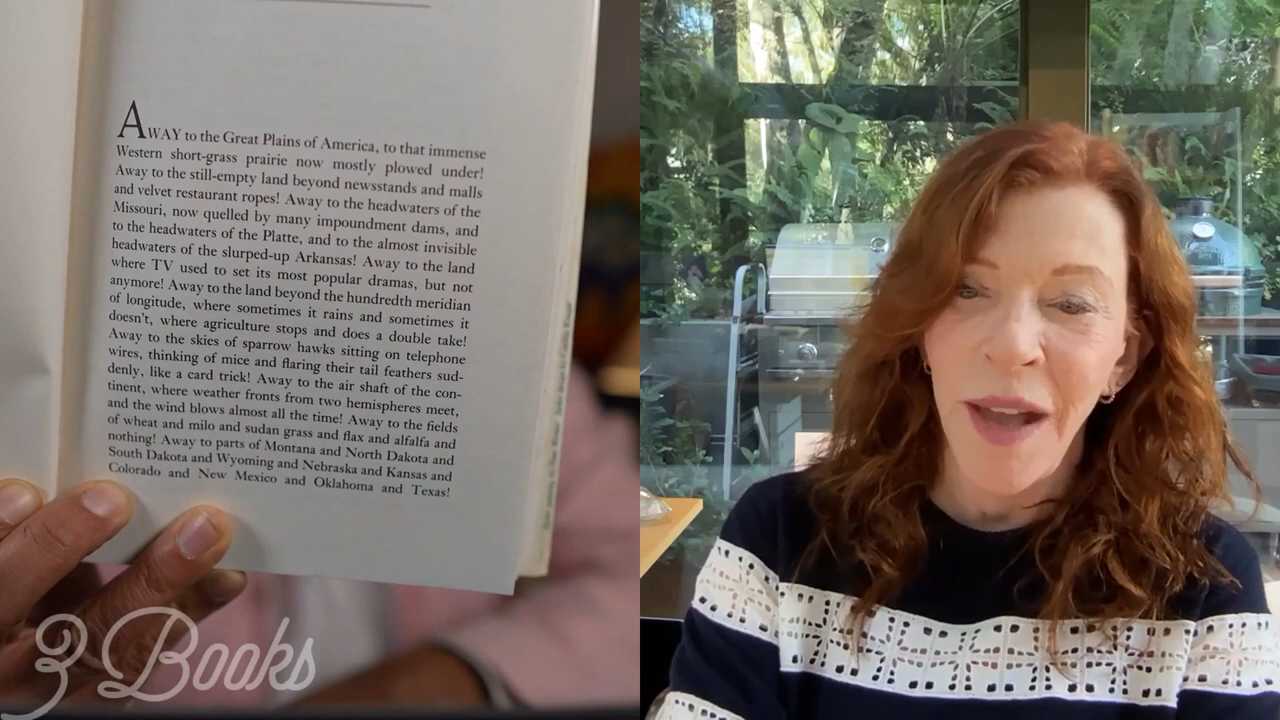 AWAY to the Great Plains of America, to that immense
Western short-grass prairie now mostly plowed under!
Away to the still-empty land beyond newsstands and malls
and velvet restaurant ropes! Away to the headwaters of the
Missouri, now quelled by many impoundment dams, and
to the headwaters of the Platte, and to the almost invisible
headwaters of the slurped-up Arkansas! Away to the land
where TV used to set its most popular dramas, but not
anymore! Away to the land beyond the hundredth meridian
of longitude, where sometimes it rains and sometimes it
doesn't, where agriculture stops and does a double take!
Away to the skies of sparrow hawks sitting on telephone
wires, thinking of mice and flaring their tail feathers sud-
denly, like a card trick! Away to the air shaft of the con-
tinent, where weather fronts from two hemispheres meet,
and the wind blows almost all the time! Away to the fields
of wheat and milo and sudan grass and flax and alfalfa and
nothing! Away to parts of Montana and North Dakota and
South Dakota and Wyoming and Nebraska and Kansas and
Colorado and New Mexico and Oklahoma and Texas!
3 Books